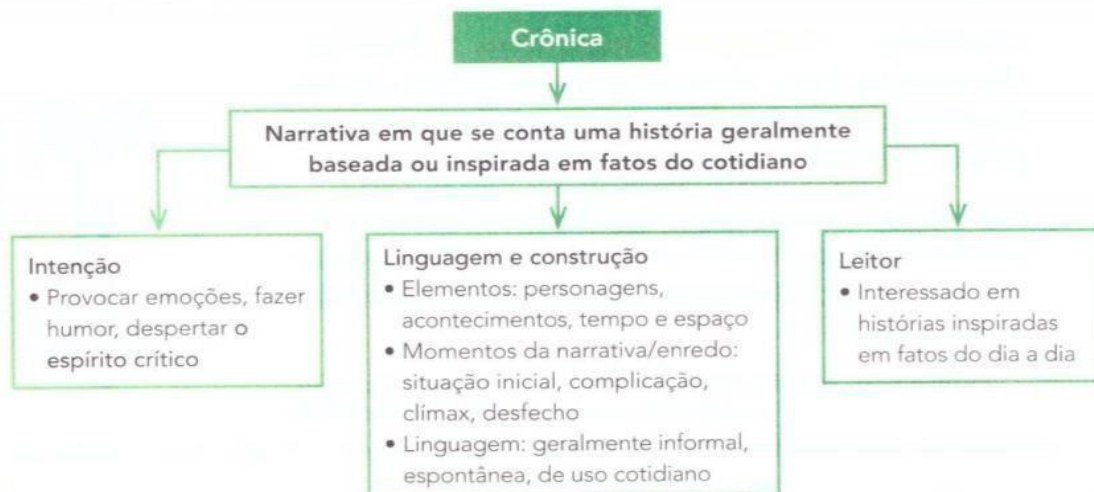 Crônica
Narrativa em que se conta uma história geralmente
baseada ou inspirada em fatos do cotidiano
Intenção
• Provocar emoções, fazer
humor, despertar o
espírito crítico
Linguagem e construção
• Elementos: personagens,
acontecimentos, tempo e espaço
• Momentos da narrativa/enredo:
situação inicial, complicação,
clímax, desfecho
• Linguagem: geralmente informal,
espontânea, de uso cotidiano
Leitor
• Interessado em
histórias inspiradas
em fatos do dia a dia